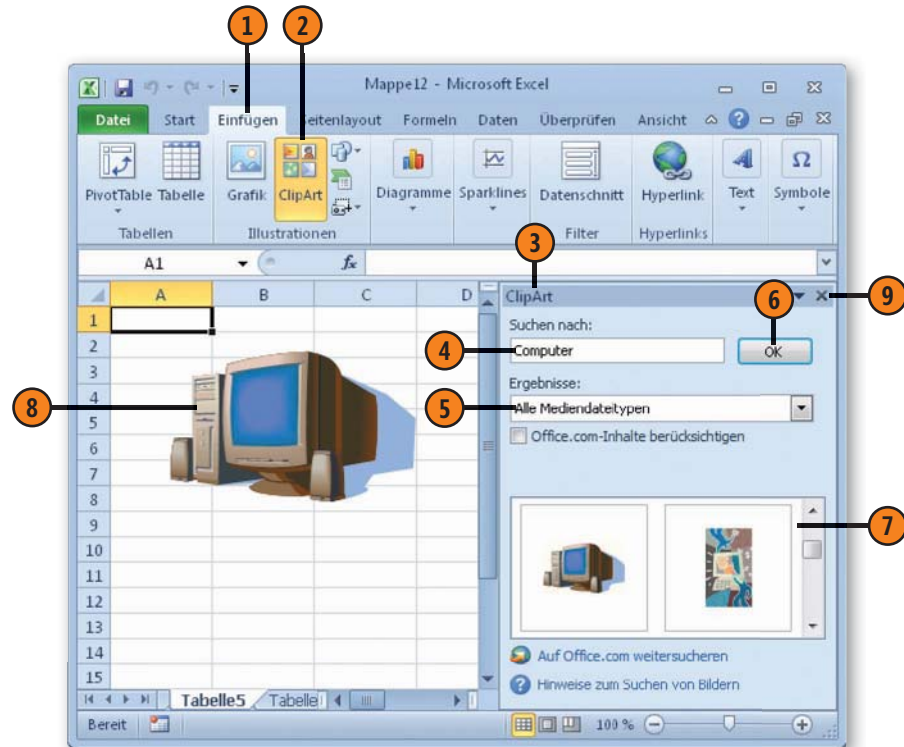 1 2
Mappe12 - Microsoft Excel
Datei Start Einfügen Seitenlayout Formeln Daten Überprüfen Ansicht
PivotTable Tabelle Grafik ClipArt Diagramme Sparklines Datenschnitt Hyperlink Text Symbole
Tabellen Illustrationen Filter Hyperlinks
A1 fx
3
A B C D
ClipArt
6 9
Suchen nach:
4 Computer OK
Ergebnisse:
8 5 Alle Mediendateitypen
Office.com-Inhalte berücksichtigen
7
1
2
3
4
5
6
7
8
9
10
11
12
13
14
15
Auf Office.com weitersuchen
Hinweise zum Suchen von Bildern
Tabelle5 Tabelle
Bereit 100 %